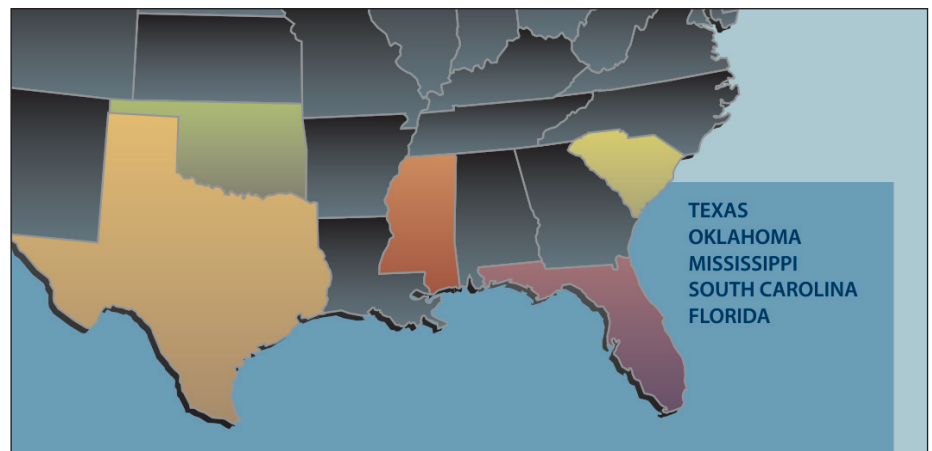 TEXAS
OKLAHOMA
MISSISSIPPI
SOUTH CAROLINA
FLORIDA